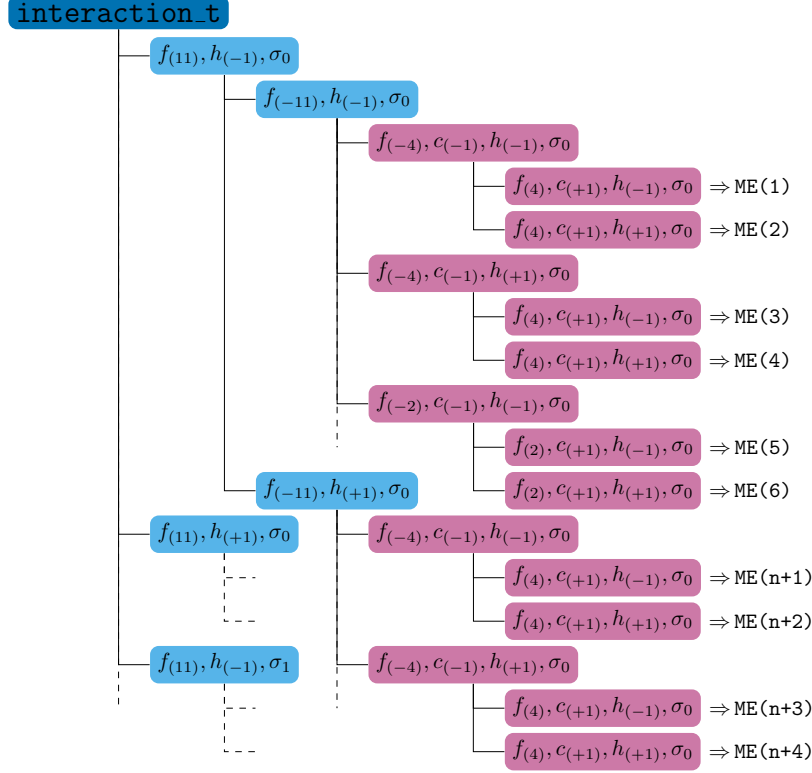 interaction_t
f₍₁₁₎, h₍₋₁₎, σ₀
f₍₋₁₁₎, h₍₋₁₎, σ₀
f₍₋₄₎, c₍₋₁₎, h₍₋₁₎, σ₀
f₍₄₎, c₍₊₁₎, h₍₋₁₎, σ₀ ⇒ ME(1)
f₍₄₎, c₍₊₁₎, h₍₊₁₎, σ₀ ⇒ ME(2)
f₍₋₄₎, c₍₋₁₎, h₍₊₁₎, σ₀
f₍₄₎, c₍₊₁₎, h₍₋₁₎, σ₀ ⇒ ME(3)
f₍₄₎, c₍₊₁₎, h₍₊₁₎, σ₀ ⇒ ME(4)
f₍₋₂₎, c₍₋₁₎, h₍₋₁₎, σ₀
f₍₂₎, c₍₊₁₎, h₍₋₁₎, σ₀ ⇒ ME(5)
f₍₋₁₁₎, h₍₊₁₎, σ₀ f₍₂₎, c₍₊₁₎, h₍₊₁₎, σ₀ ⇒ ME(6)
f₍₁₁₎, h₍₊₁₎, σ₀ f₍₋₄₎, c₍₋₁₎, h₍₋₁₎, σ₀
f₍₄₎, c₍₊₁₎, h₍₋₁₎, σ₀ ⇒ ME(n+1)
f₍₄₎, c₍₊₁₎, h₍₊₁₎, σ₀ ⇒ ME(n+2)
f₍₁₁₎, h₍₋₁₎, σ₁ f₍₋₄₎, c₍₋₁₎, h₍₊₁₎, σ₀
f₍₄₎, c₍₊₁₎, h₍₋₁₎, σ₀ ⇒ ME(n+3)
f₍₄₎, c₍₊₁₎, h₍₊₁₎, σ₀ ⇒ ME(n+4)